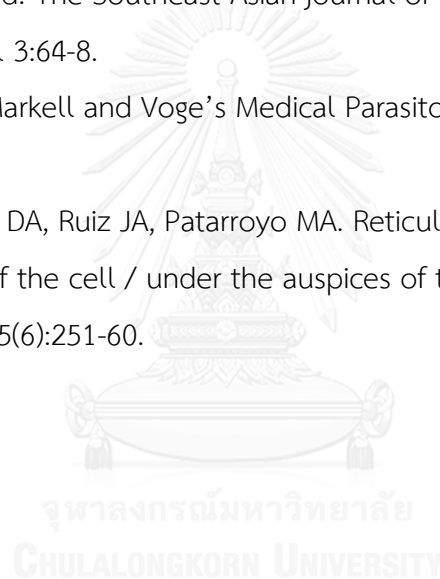 d. The Southeast Asian Journal of
l 3:64-8.
Markell and Voge's Medical Parasito
DA, Ruiz JA, Patarroyo MA. Reticul
f the cell / under the auspices of t
5(6):251-60.
จุฬาลงกรณ์มหาวิทยาลัย
CHULALONGKORN UNIVERSITY